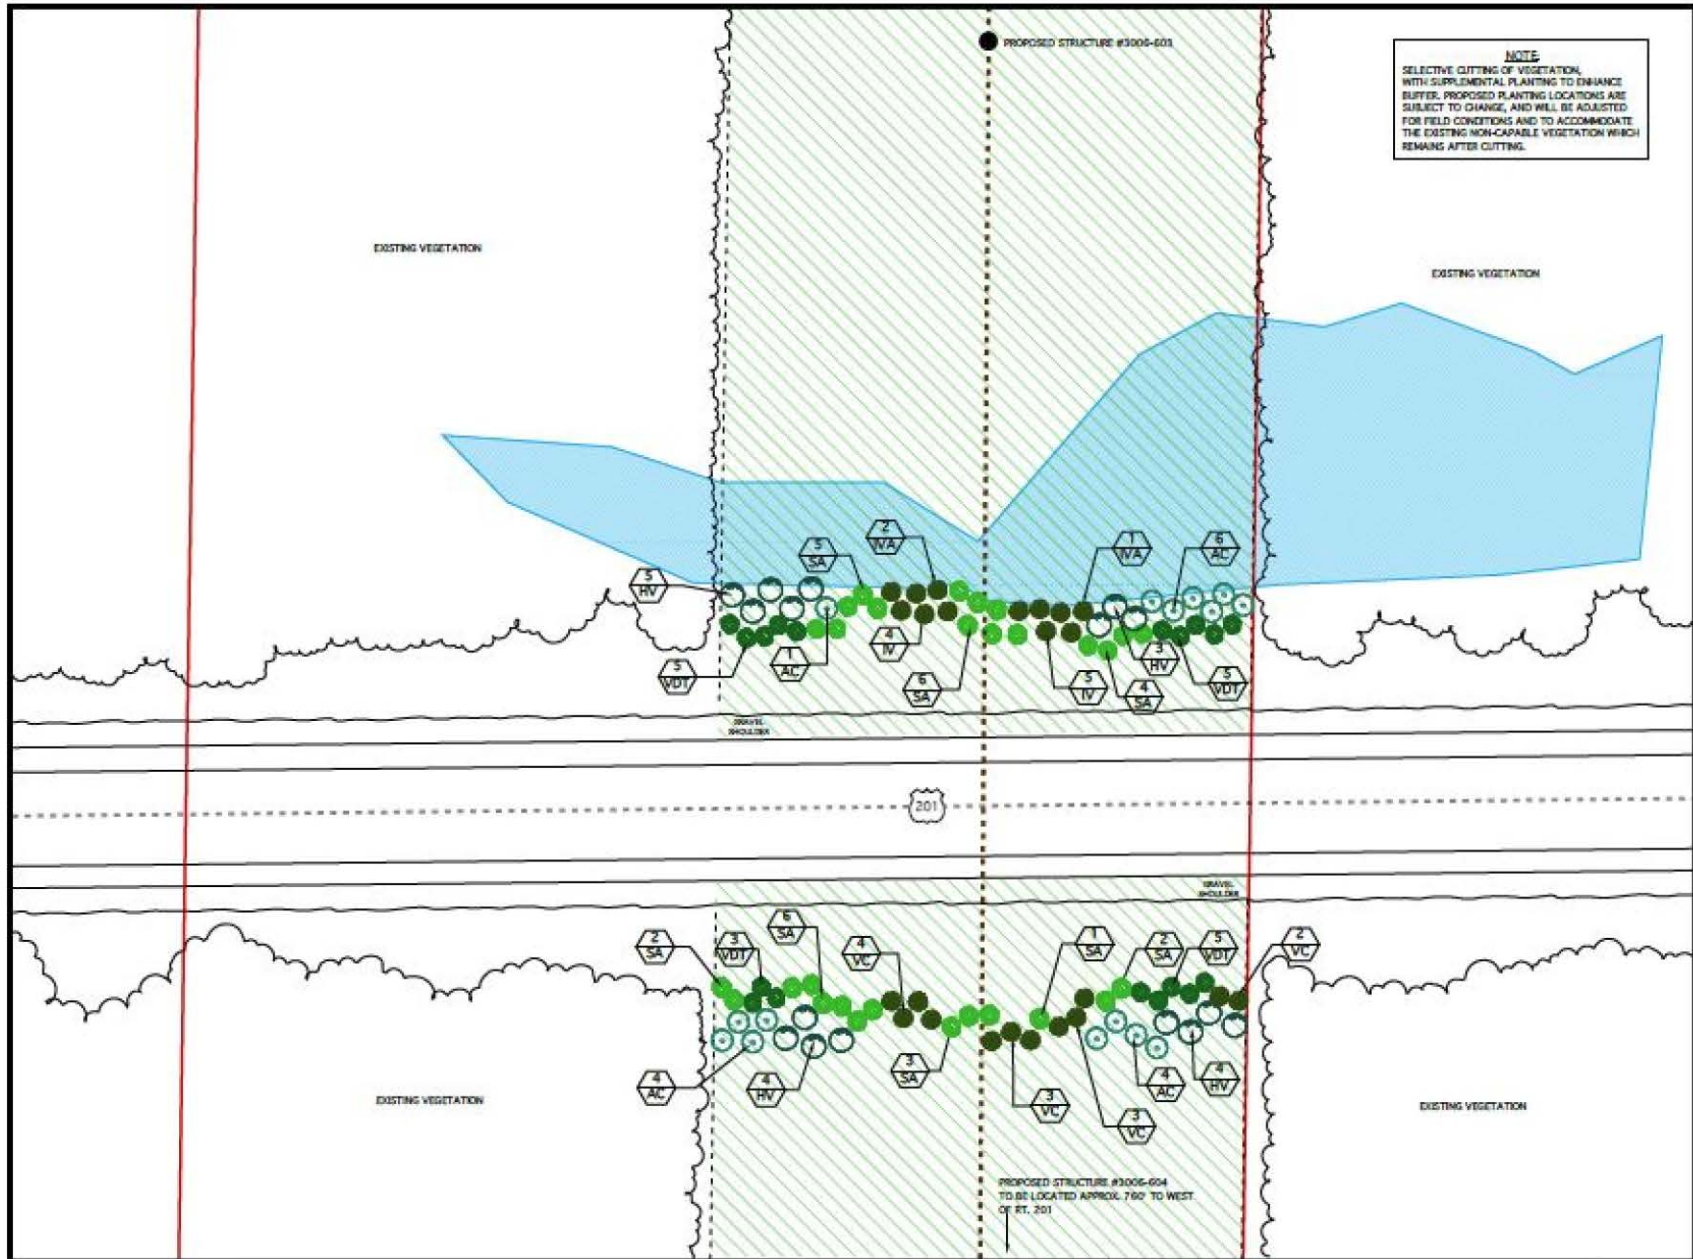 PROPOSED STRUCTURE #3006-603
NOTE:
SELECTIVE CUTTING OF VEGETATION,
WITH SUPPLEMENTAL PLANTING TO ENHANCE
BUFFER. PROPOSED PLANTING LOCATIONS ARE
SUBJECT TO CHANGE, AND WILL BE ADJUSTED
FOR FIELD CONDITIONS AND TO ACCOMMODATE
THE EXISTING NON-CAPABLE VEGETATION WHICH
REMAINS AFTER CUTTING.
EXISTING VEGETATION
EXISTING VEGETATION
2
IVA
5
SA
1
IVA
6
AC
5
HV
4
IV
1
AC
3
HV
5
VDT
6
SA
5
IV
4
SA
5
VDT
GRAVEL
SHOULDER
201
GRAVEL
SHOULDER
2
SA
3
VDT
6
SA
4
VC
1
SA
2
SA
5
VDT
2
VC
4
AC
4
HV
3
SA
3
VC
3
VC
4
AC
4
HV
EXISTING VEGETATION
EXISTING VEGETATION
PROPOSED STRUCTURE #3006-604
TO BE LOCATED APPROX. 760' TO WEST
OF RT. 201